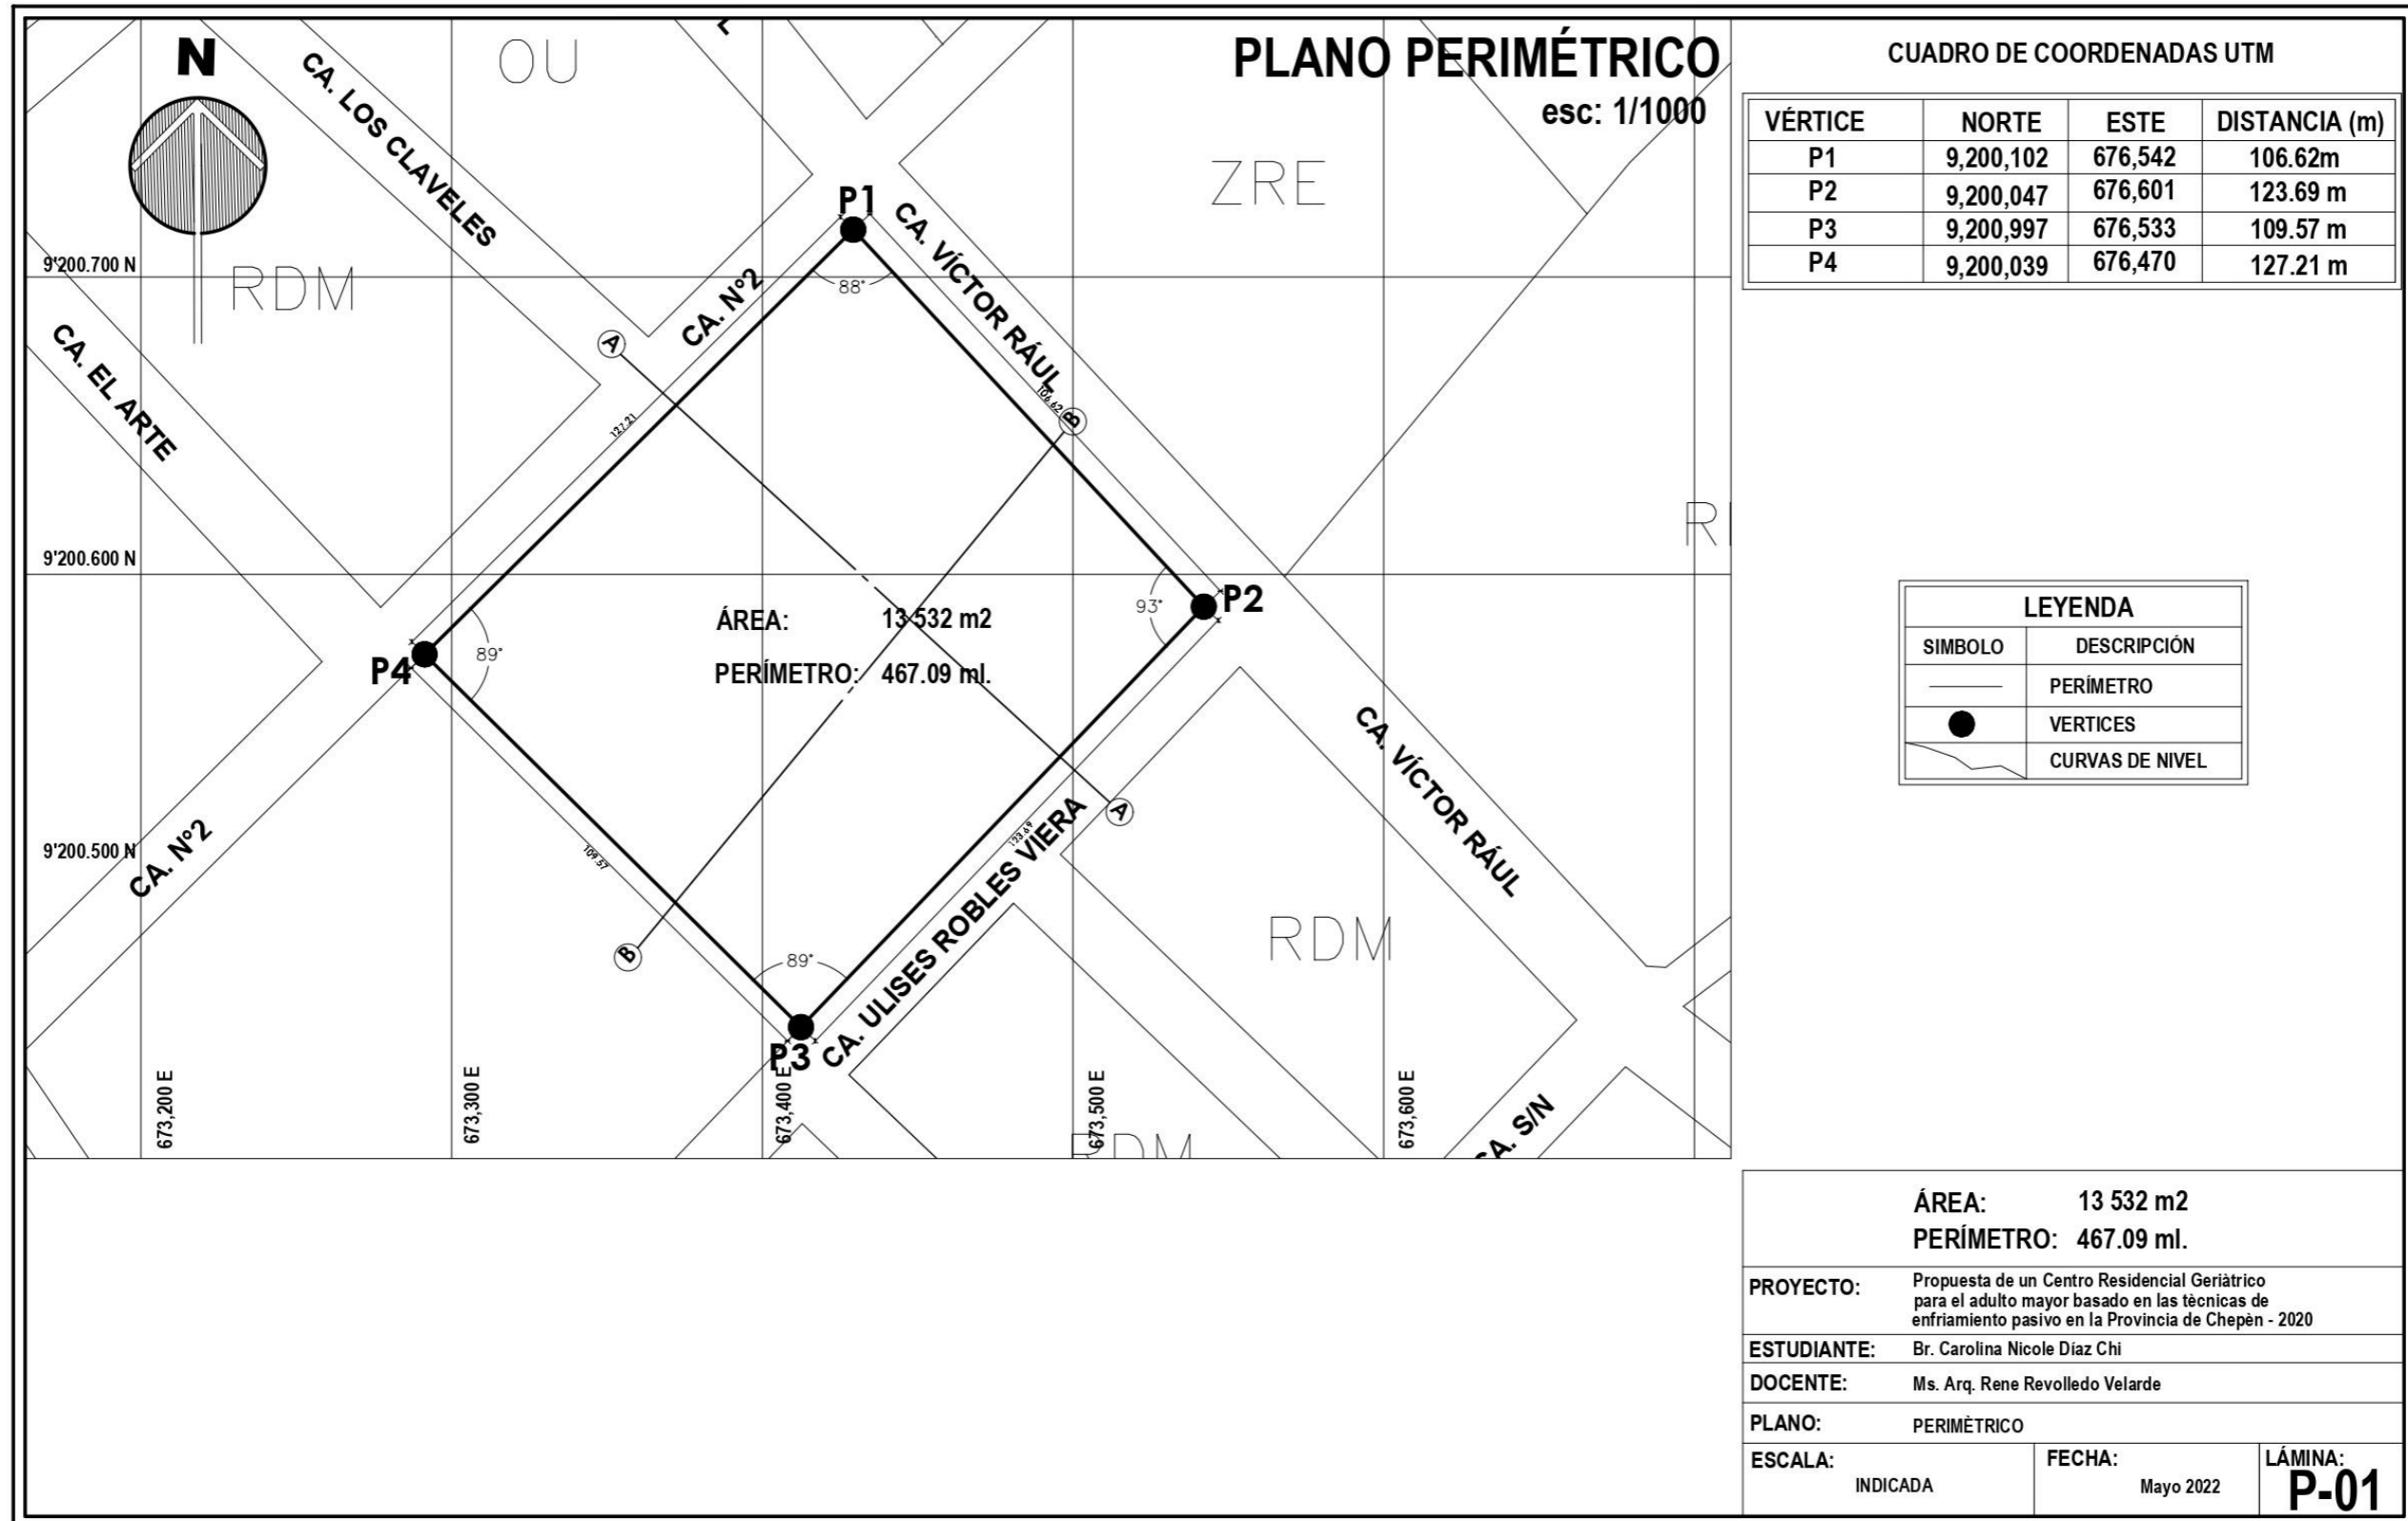 N
OU
CA. LOS CLAVELES
PLANO PERIMÉTRICO
esc: 1/1000
ZRE
RDM
P1
CA. VÍCTOR RÁUL
88°
CA. N°2
9'200.700 N
CA. EL ARTE
A
106.62
B
127.21
9'200.600 N
93°
P2
ÁREA: 13 532 m2
PERÍMETRO: 467.09 ml.
89°
P4
CA. VÍCTOR RÁUL
A
9'200.500 N
CA. N°2
109.57
123.69
CA. ULISES ROBLES VIERA
RDM
B
89°
P3
673,200 E
673,300 E
673,400 E
673,500 E
673,600 E
RDM
CA. S/N
CUADRO DE COORDENADAS UTM
VÉRTICE NORTE ESTE DISTANCIA (m)
P1 9,200,102 676,542 106.62m
P2 9,200,047 676,601 123.69 m
P3 9,200,997 676,533 109.57 m
P4 9,200,039 676,470 127.21 m
LEYENDA
SIMBOLO DESCRIPCIÓN
PERÍMETRO
VERTICES
CURVAS DE NIVEL
ÁREA: 13 532 m2
PERÍMETRO: 467.09 ml.
PROYECTO: Propuesta de un Centro Residencial Geriàtrico
para el adulto mayor basado en las tècnicas de
enfriamiento pasivo en la Provincia de Chepèn - 2020
ESTUDIANTE: Br. Carolina Nicole Díaz Chi
DOCENTE: Ms. Arq. Rene Revolledo Velarde
PLANO: PERIMÈTRICO
ESCALA: INDICADA
FECHA: Mayo 2022
LÁMINA: P-01